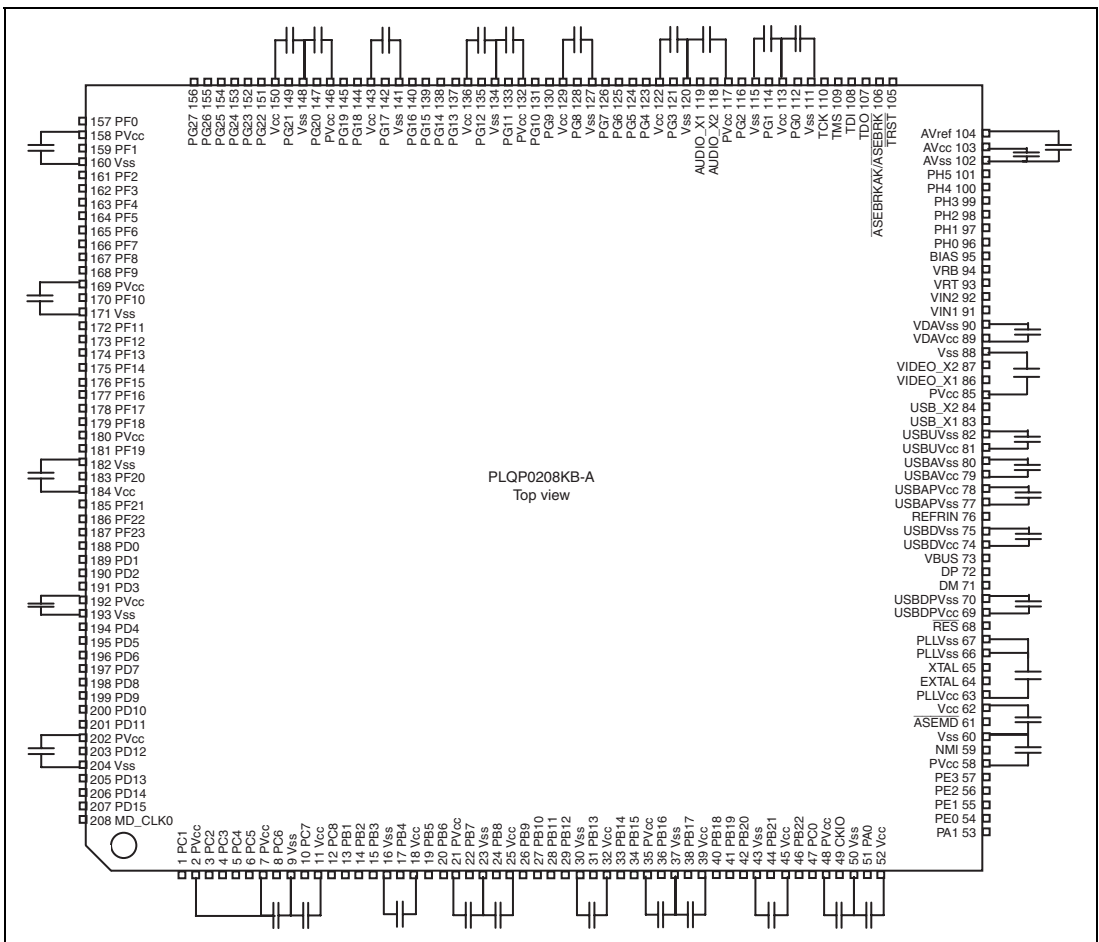 PG27 156
PG26 155
PG25 154
PG24 153
PG23 152
PG22 151
Vcc 150
PG21 149
Vss 148
PG20 147
PVcc 146
PG19 145
PG18 144
Vcc 143
PG17 142
Vss 141
PG16 140
PG15 139
PG14 138
PG13 137
Vcc 136
PG12 135
Vss 134
PG11 133
PVcc 132
PG10 131
PG9 130
Vcc 129
PG8 128
Vss 127
PG7 126
PG6 125
PG5 124
PG4 123
Vcc 122
PG3 121
Vss 120
AUDIO_X1 119
AUDIO_X2 118
PVcc 117
PG2 116
Vss 115
PG1 114
Vcc 113
PG0 112
Vss 111
TCK 110
TMS 109
TDI 108
TDO 107
ASEBRKAK/ASEBRK 106
TRST 105
157 PF0
158 PVcc
159 PF1
160 Vss
161 PF2
162 PF3
163 PF4
164 PF5
165 PF6
166 PF7
167 PF8
168 PF9
169 PVcc
170 PF10
171 Vss
172 PF11
173 PF12
174 PF13
175 PF14
176 PF15
177 PF16
178 PF17
179 PF18
180 PVcc
181 PF19
182 Vss
183 PF20
184 Vcc
185 PF21
186 PF22
187 PF23
188 PD0
189 PD1
190 PD2
191 PD3
192 PVcc
193 Vss
194 PD4
195 PD5
196 PD6
197 PD7
198 PD8
199 PD9
200 PD10
201 PD11
202 PVcc
203 PD12
204 Vss
205 PD13
206 PD14
207 PD15
208 MD_CLK0
PLQP0208KB-A
Top view
AVref 104
AVcc 103
AVss 102
PH5 101
PH4 100
PH3 99
PH2 98
PH1 97
PH0 96
BIAS 95
VRB 94
VRT 93
VIN2 92
VIN1 91
VDAVss 90
VDAVcc 89
Vss 88
VIDEO_X2 87
VIDEO_X1 86
PVcc 85
USB_X2 84
USB_X1 83
USBUVss 82
USBUVcc 81
USBAVss 80
USBAVcc 79
USBAPVcc 78
USBAPVss 77
REFRIN 76
USBDVss 75
USBDVcc 74
VBUS 73
DP 72
DM 71
USBDPVss 70
USBDPVcc 69
RES 68
PLLVss 67
PLLVss 66
XTAL 65
EXTAL 64
PLLVcc 63
Vcc 62
ASEMD 61
Vss 60
NMI 59
PVcc 58
PE3 57
PE2 56
PE1 55
PE0 54
PA1 53
1 PC1
2 PVcc
3 PC2
4 PC3
5 PC4
6 PC5
7 PVcc
8 PC6
9 Vss
10 PC7
11 Vcc
12 PC8
13 PB1
14 PB2
15 PB3
16 Vss
17 PB4
18 Vcc
19 PB5
20 PB6
21 PVcc
22 PB7
23 Vss
24 PB8
25 Vcc
26 PB9
27 PB10
28 PB11
29 PB12
30 Vss
31 PB13
32 Vcc
33 PB14
34 PB15
35 PVcc
36 PB16
37 Vss
38 PB17
39 Vcc
40 PB18
41 PB19
42 PB20
43 Vss
44 PB21
45 Vcc
46 PB22
47 PC0
48 PVcc
49 CKIO
50 Vss
51 PA0
52 Vcc